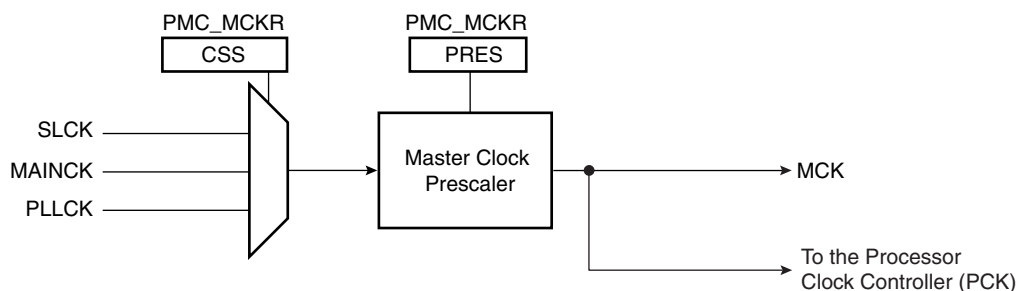 PMC_MCKR
PMC_MCKR
CSS
PRES
SLCK
MAINCK
PLLCK
Master Clock
Prescaler
MCK
To the Processor
Clock Controller (PCK)